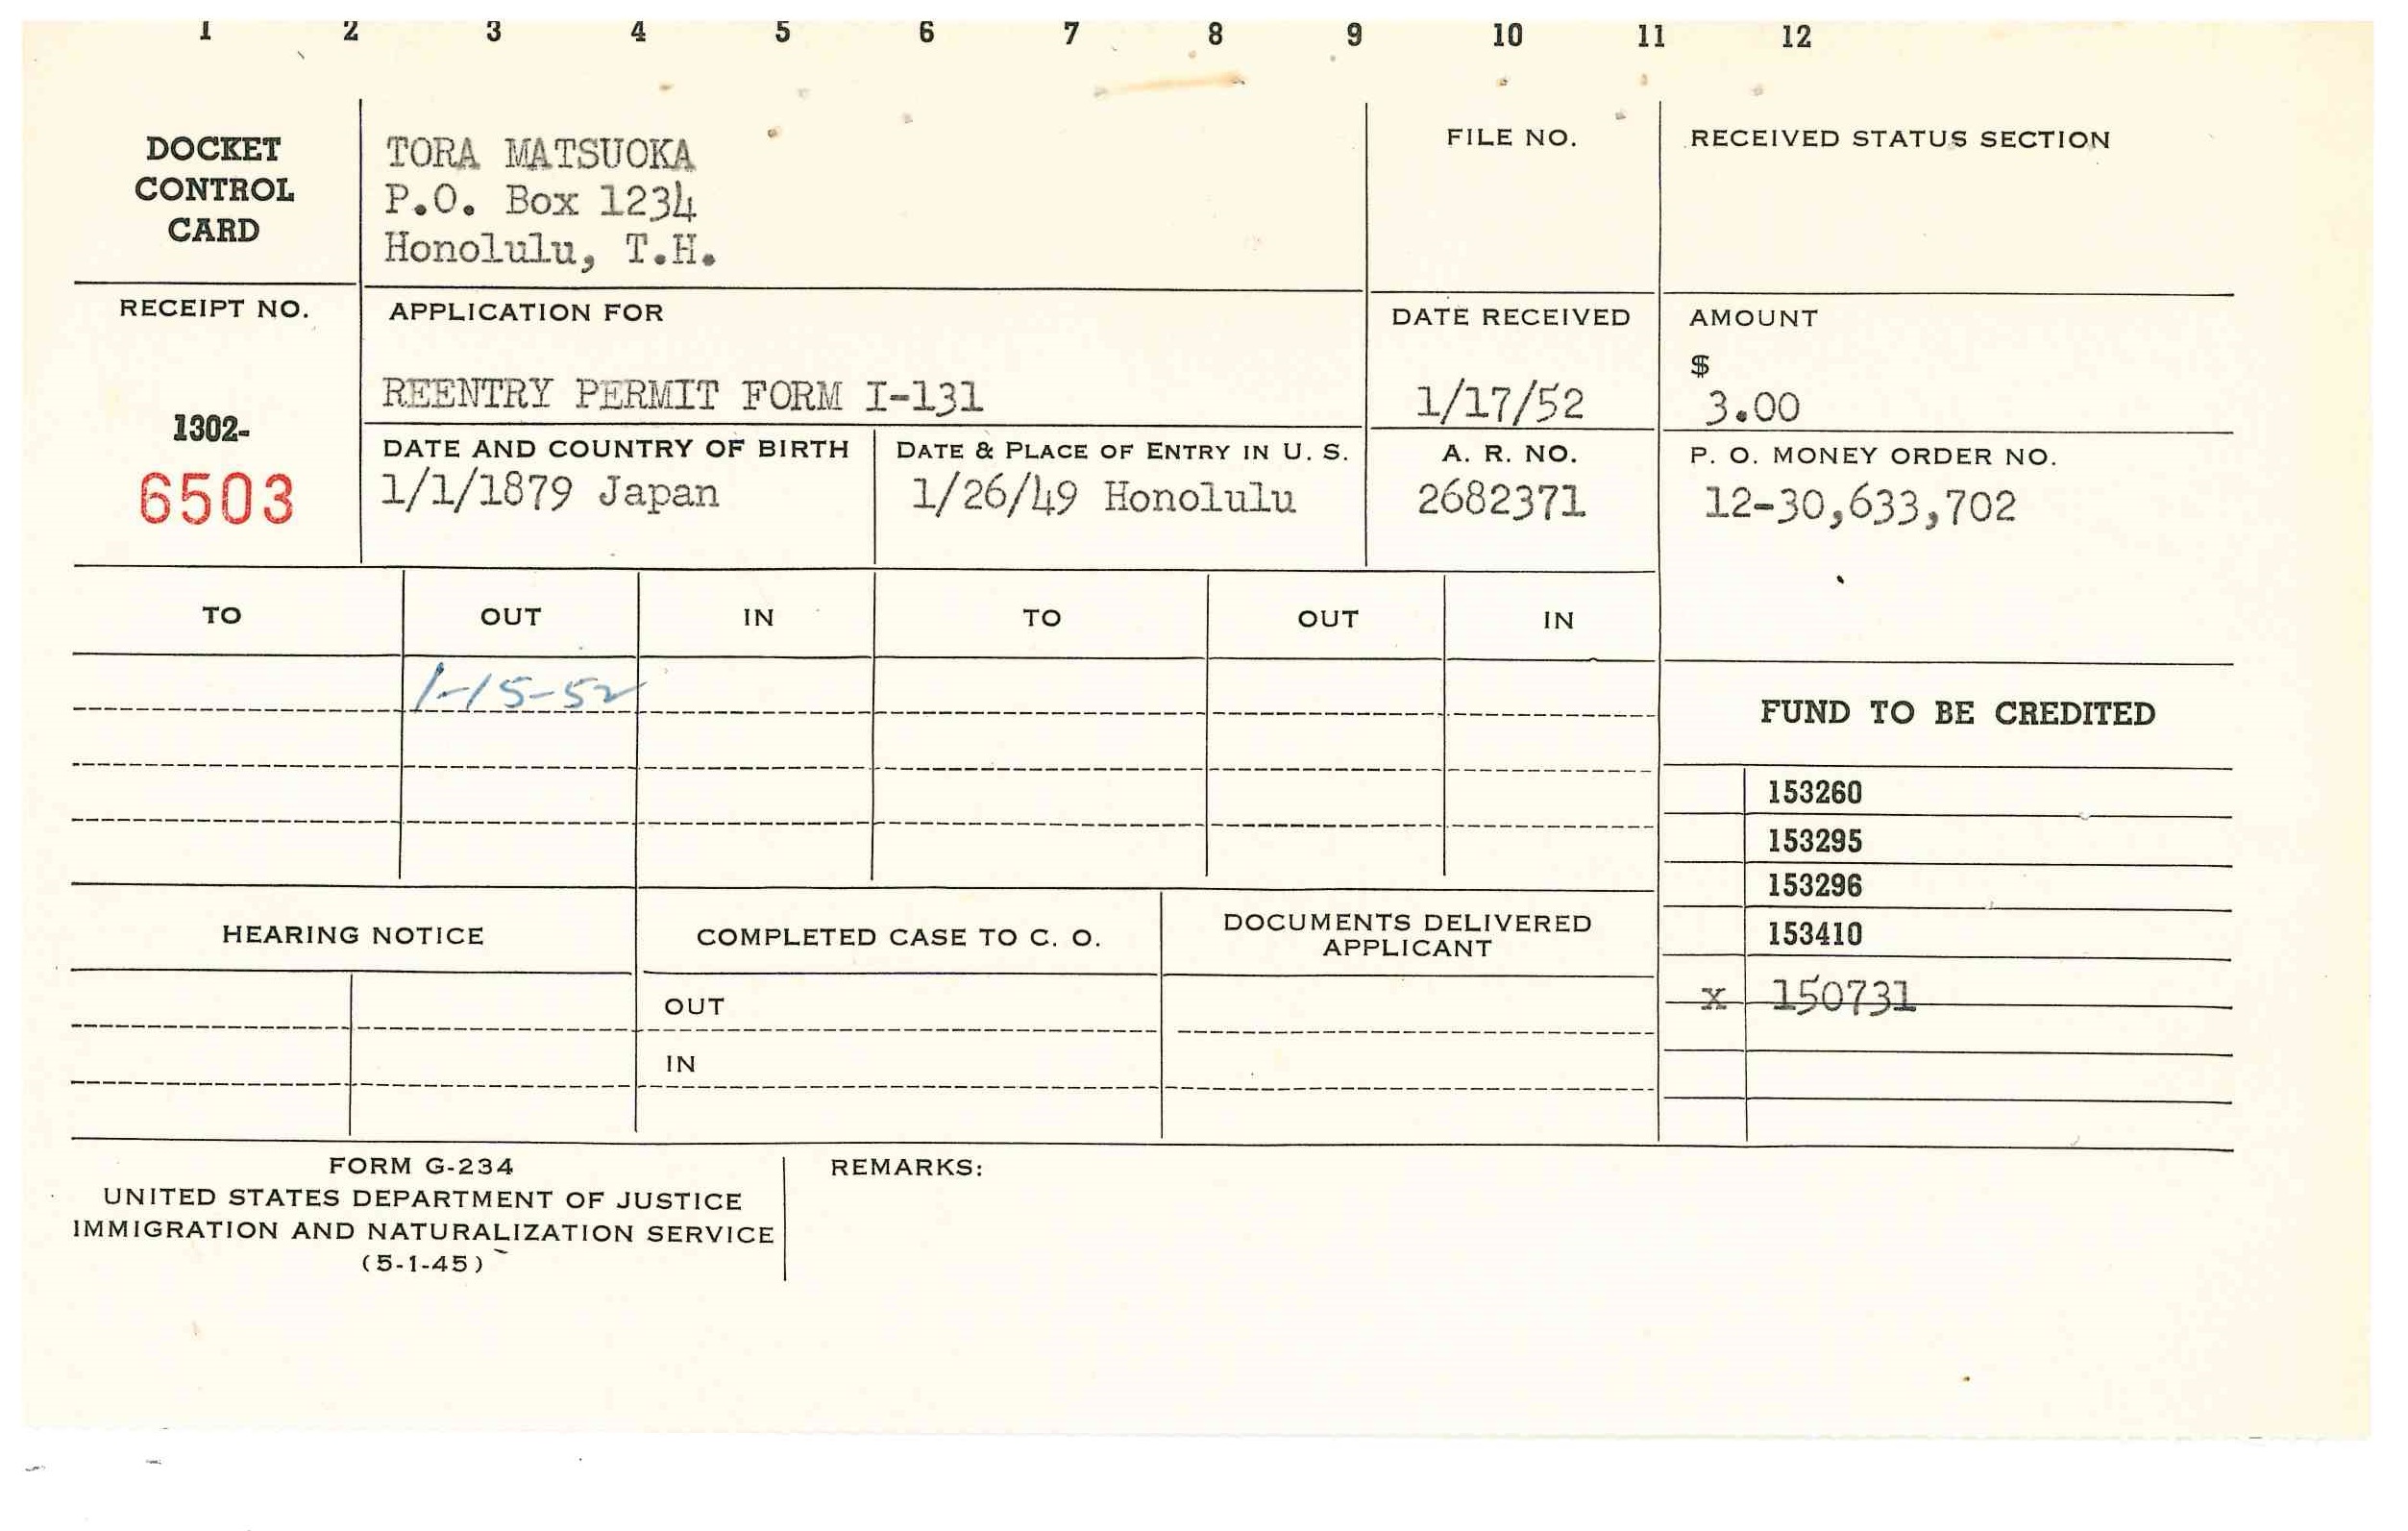 1 2 3 4 5 6 7 8 9 10 11 12
DOCKET
CONTROL
CARD
TORA MATSUOKA
P.O. Box 1234
Honolulu, T.H.
FILE NO.
RECEIVED STATUS SECTION
RECEIPT NO.
1302-
6503
APPLICATION FOR
REENTRY PERMIT FORM I-131
DATE RECEIVED
1/17/52
AMOUNT
$
3.00
DATE AND COUNTRY OF BIRTH
1/1/1879 Japan
DATE & PLACE OF ENTRY IN U. S.
1/26/49 Honolulu
A. R. NO.
2682371
P. O. MONEY ORDER NO.
12-30,633,702
TO OUT IN TO OUT IN
1-15-52
FUND TO BE CREDITED
153260
153295
153296
153410
x 150731
HEARING NOTICE
COMPLETED CASE TO C. O.
OUT
IN
DOCUMENTS DELIVERED
APPLICANT
FORM G-234
UNITED STATES DEPARTMENT OF JUSTICE
IMMIGRATION AND NATURALIZATION SERVICE
(5-1-45)
REMARKS: